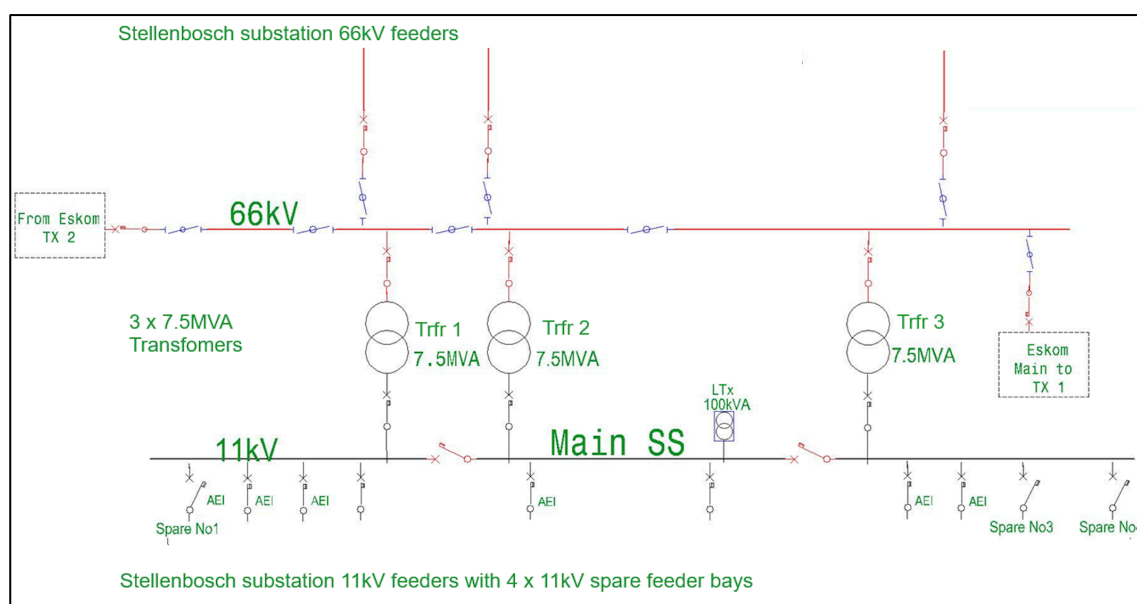 Stellenbosch substation 66kV feeders
From Eskom
TX 2
66kV
3 x 7.5MVA
Transfomers
Trfr 1
7.5MVA
Trfr 2
7.5MVA
Trfr 3
7.5MVA
Eskom
Main to
TX 1
LTx
100kVA
11kV
Main SS
AEI
AEI
AEI
AEI
AEI
AEI
Spare No1
Spare No3
Spare No
Stellenbosch substation 11kV feeders with 4 x 11kV spare feeder bays